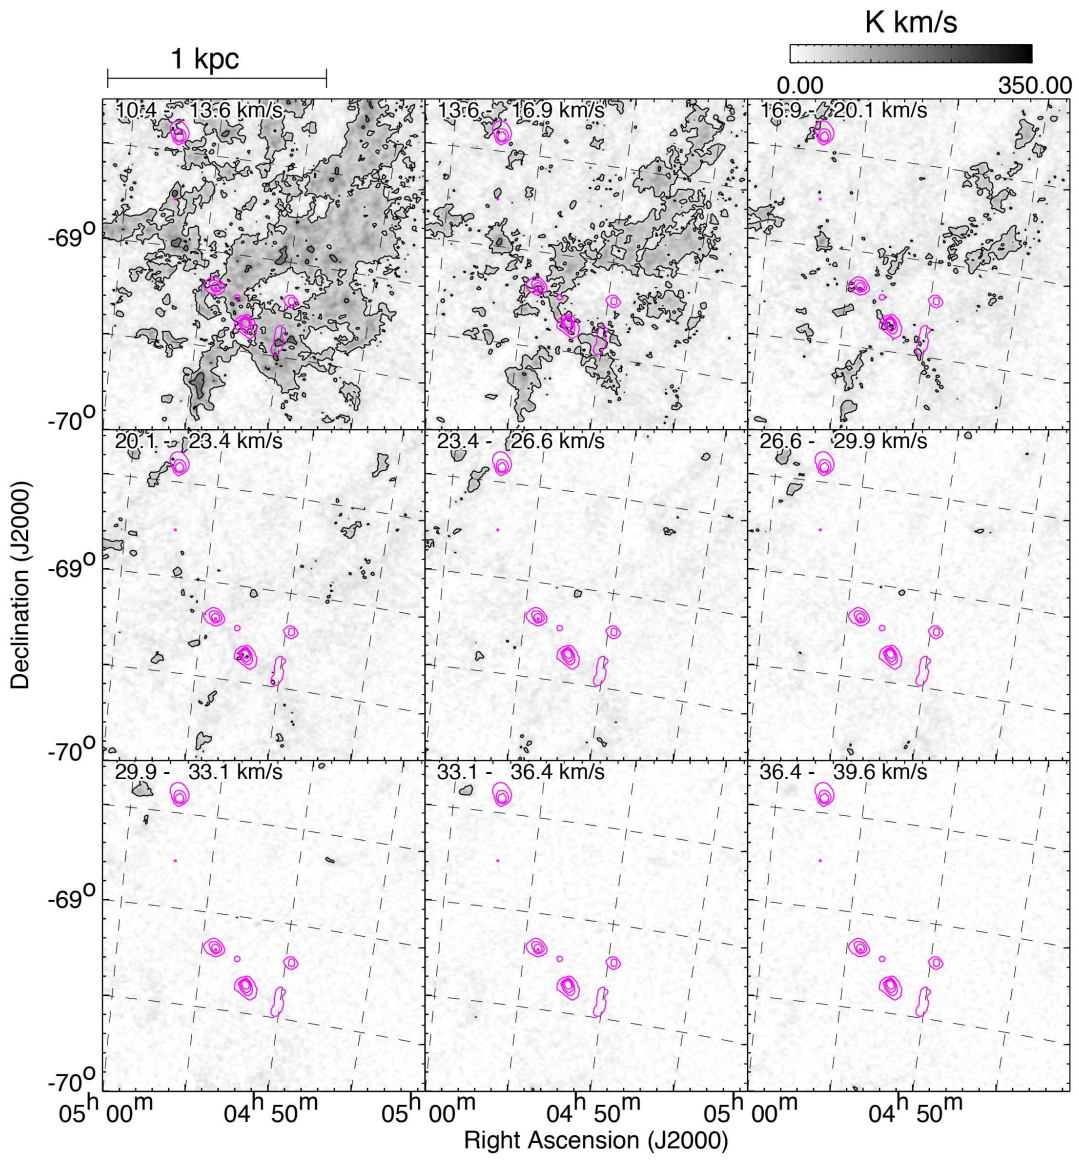 K km/s
1 kpc
0.00 350.00
10.4 - 13.6 km/s
13.6 - 16.9 km/s
16.9 - 20.1 km/s
-69°
-70°
20.1 - 23.4 km/s
23.4 - 26.6 km/s
26.6 - 29.9 km/s
-69°
-70°
29.9 - 33.1 km/s
33.1 - 36.4 km/s
36.4 - 39.6 km/s
-69°
-70°
Declination (J2000)
05h 00m 04h 50m 05h 00m 04h 50m 05h 00m 04h 50m
Right Ascension (J2000)